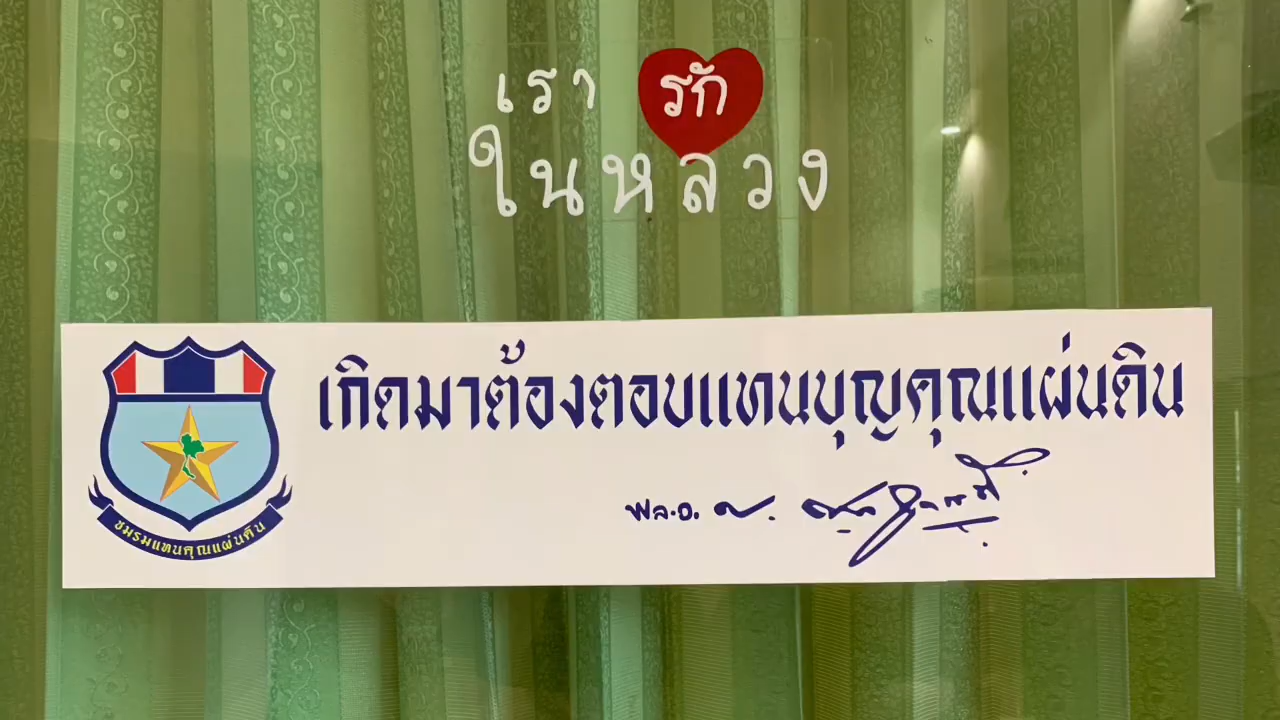 เรา รัก
ในหลวง
เกิดมาต้องตอบแทนบุญคุณแผ่นดิน
พล.อ. ป.
ชมรมแทนคุณแผ่นดิน